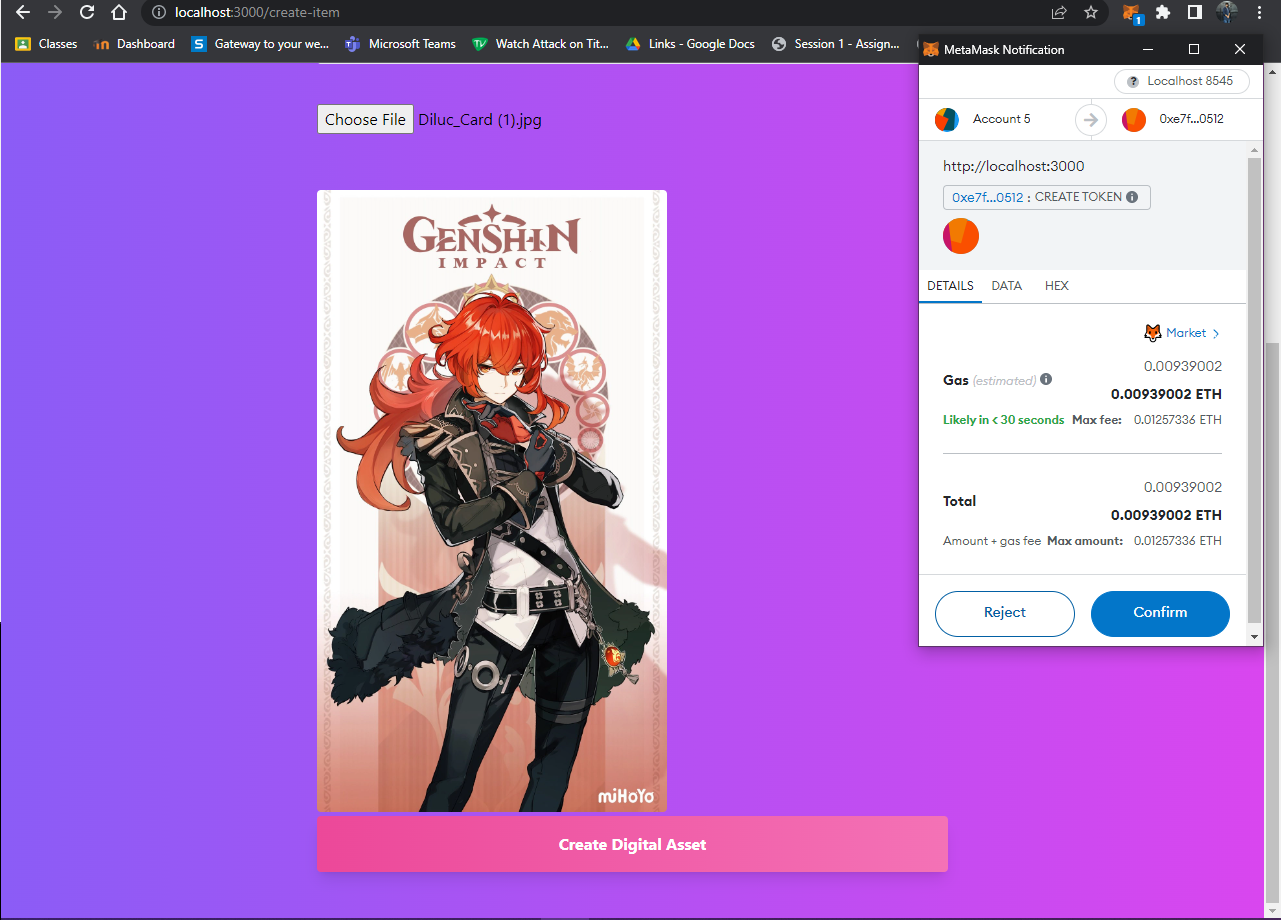 localhost:3000/create-item
1
Classes
Dashboard
S
Gateway to your we...
Microsoft Teams
Watch Attack on Tit...
Links - Google Docs
Session 1 - Assign...
MetaMask Notification
? Localhost 8545
Account 5
0xe7f...0512
http://localhost:3000
0xe7f...0512 : CREATE TOKEN
DETAILS DATA HEX
Market >
0.00939002
Gas (estimated)
0.00939002 ETH
Likely in < 30 seconds Max fee: 0.01257336 ETH
0.00939002
Total
0.00939002 ETH
Amount + gas fee Max amount: 0.01257336 ETH
Reject
Confirm
Choose File Diluc_Card (1).jpg
GENSHIN
IMPACT
miHoYo
Create Digital Asset